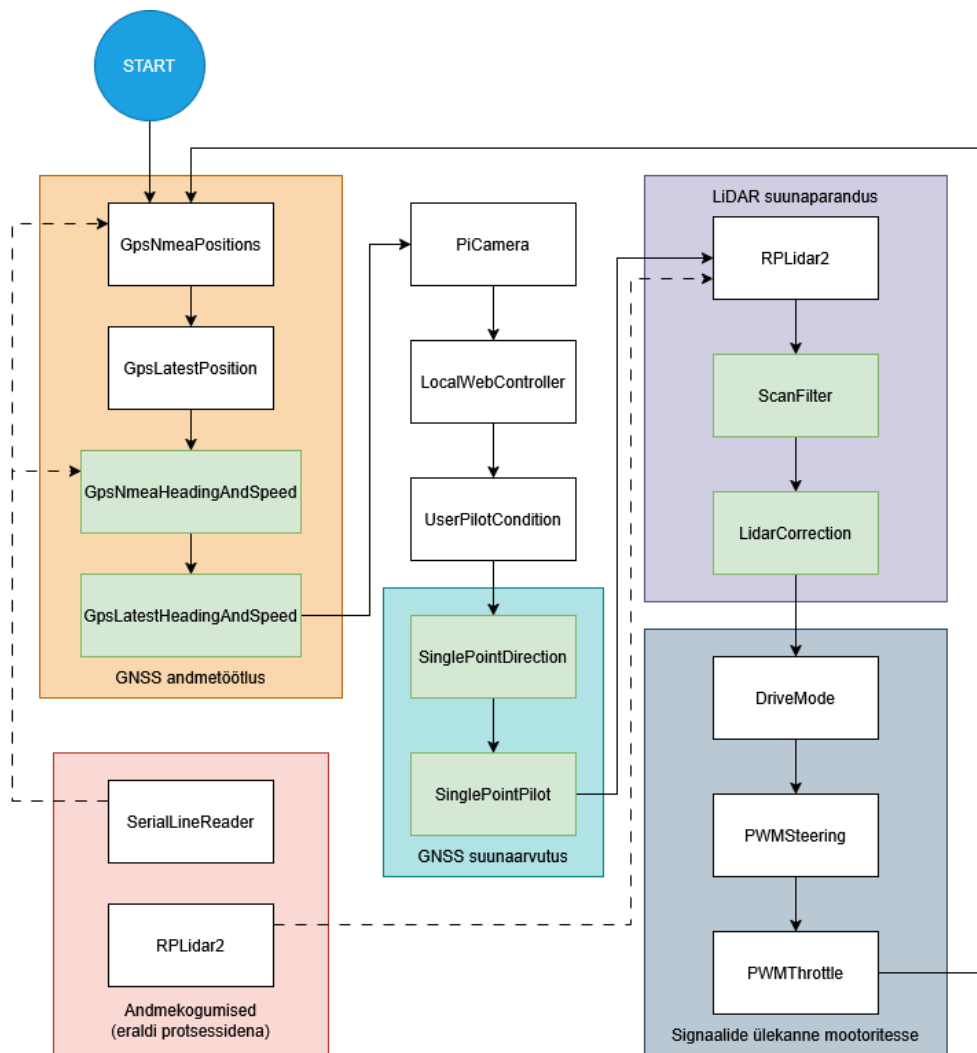 START
GpsNmeaPositions
GpsLatestPosition
GpsNmeaHeadingAndSpeed
GpsLatestHeadingAndSpeed
GNSS andmetöötlus
SerialLineReader
RPLidar2
Andmekogumised
(eraldi protsessidena)
PiCamera
LocalWebController
UserPilotCondition
SinglePointDirection
SinglePointPilot
GNSS suunaarvutus
LiDAR suunaparandus
RPLidar2
ScanFilter
LidarCorrection
DriveMode
PWMSteering
PWMThrottle
Signaalide ülekanne mootoritesse